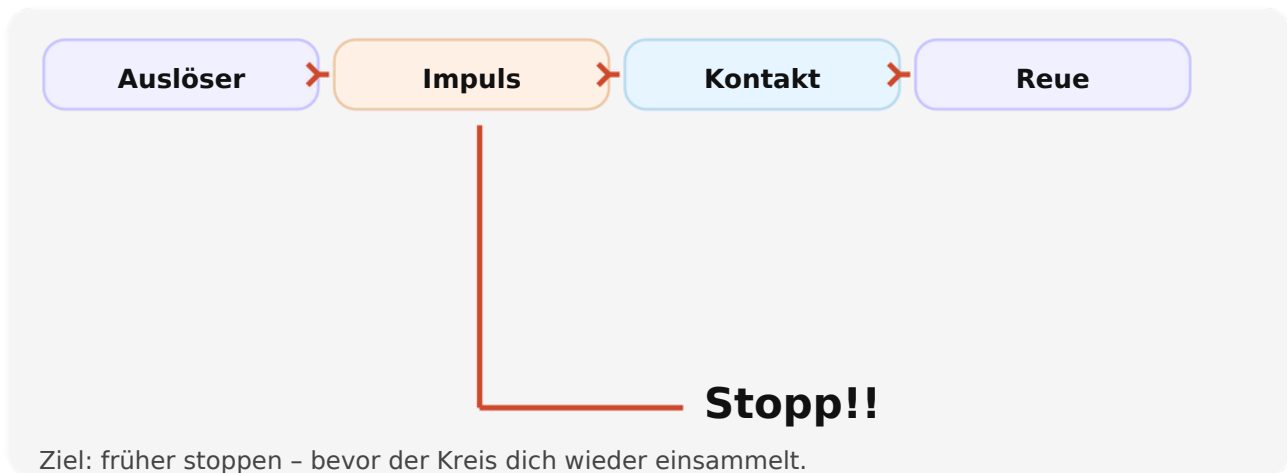 Auslöser Impuls Kontakt Reue
Stopp!!
Ziel: früher stoppen – bevor der Kreis dich wieder einsammelt.